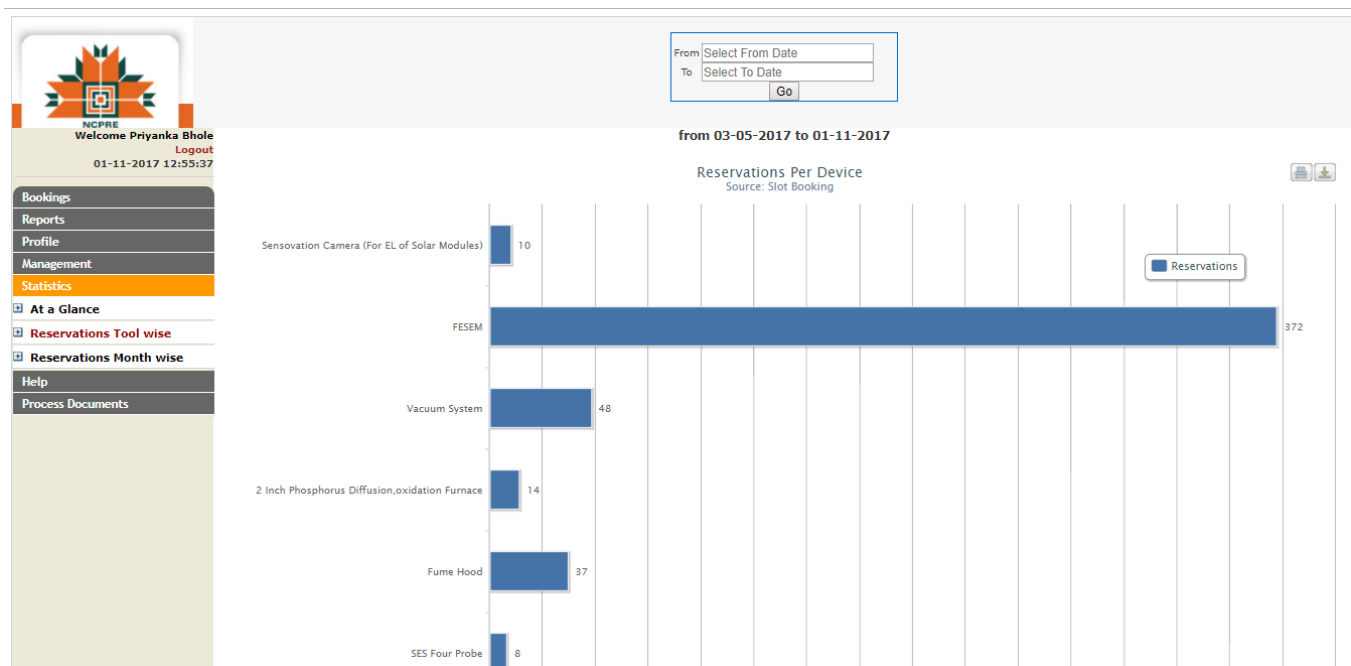 From Select From Date
To Select To Date
Go
NCPRE
Welcome Priyanka Bhole
Logout
01-11-2017 12:55:37
from 03-05-2017 to 01-11-2017
Reservations Per Device
Source: Slot Booking
Bookings
Reports
Profile
Management
Statistics
At a Glance
Reservations Tool wise
Reservations Month wise
Help
Process Documents
Sensovation Camera (For EL of Solar Modules) 10
Reservations
FESEM 372
Vacuum System 48
2 Inch Phosphorus Diffusion,oxidation Furnace 14
Fume Hood 37
SES Four Probe 8